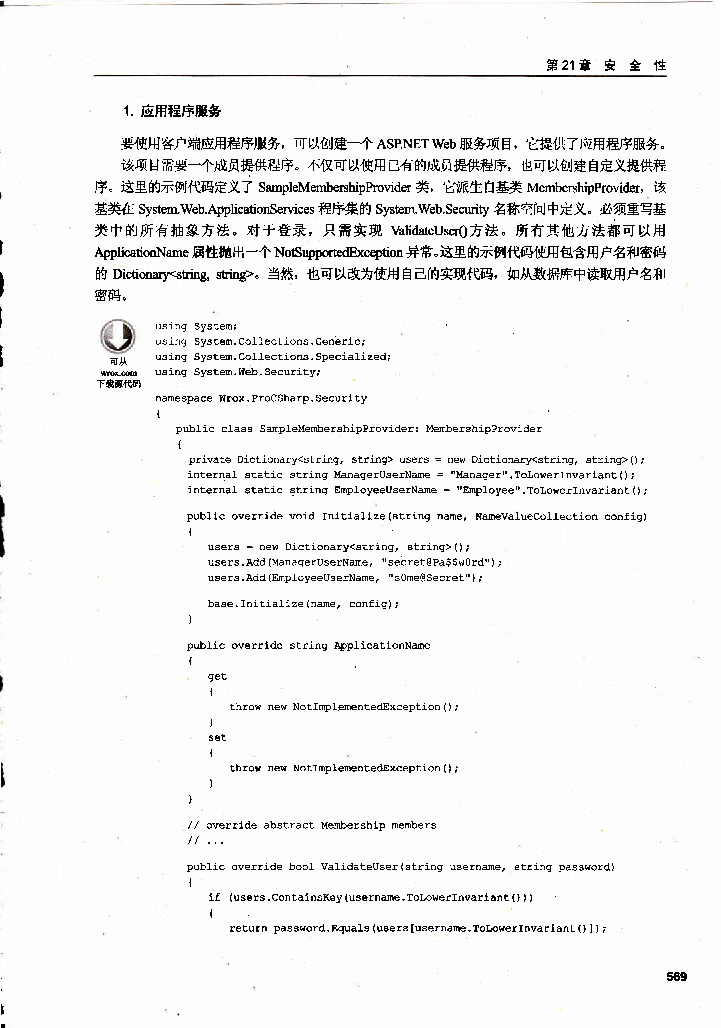 第21章 安 全 性
1. 应用程序服务
要使用客户端应用程序服务，可以创建一个 ASP.NET Web 服务项目，它提供了应用程序服务。
该项目需要一个成员提供程序。不仅可以使用已有的成员提供程序，也可以创建自定义提供程
序。这里的示例代码定义了 SampleMembershipProvider 类，它派生自基类 MembershipProvider，该
基类在 System.Web.ApplicationServices 程序集的 System.Web.Security 名称空间中定义。必须重写基
类中的所有抽象方法。对于登录，只需实现 ValidateUser()方法。所有其他方法都可以用
ApplicationName 属性抛出一个 NotSupportedException 异常。这里的示例代码使用包含用户名和密码
的 Dictionary<string, string>。当然，也可以改为使用自己的实现代码，如从数据库中读取用户名和
密码。
可从
wrox.com
下载源代码
using System;
using System.Collections.Generic;
using System.Collections.Specialized;
using System.Web.Security;
namespace Wrox.ProCSharp.Security
{
public class SampleMembershipProvider: MembershipProvider
{
private Dictionary<string, string> users = new Dictionary<string, string>();
internal static string ManagerUserName = "Manager".ToLowerInvariant();
internal static string EmployeeUserName = "Employee".ToLowerInvariant();
public override void Initialize(string name, NameValueCollection config)
{
users = new Dictionary<string, string>();
users.Add(ManagerUserName, "secret@Pa$$w0rd");
users.Add(EmployeeUserName, "s0me@Secret");
base.Initialize(name, config);
}
public override string ApplicationName
{
get
{
throw new NotImplementedException();
}
set
{
throw new NotImplementedException();
}
}
// override abstract Membership members
// ...
public override bool ValidateUser(string username, string password)
{
if (users.ContainsKey(username.ToLowerInvariant()))
{
return password.Equals(users[username.ToLowerInvariant()]);
569